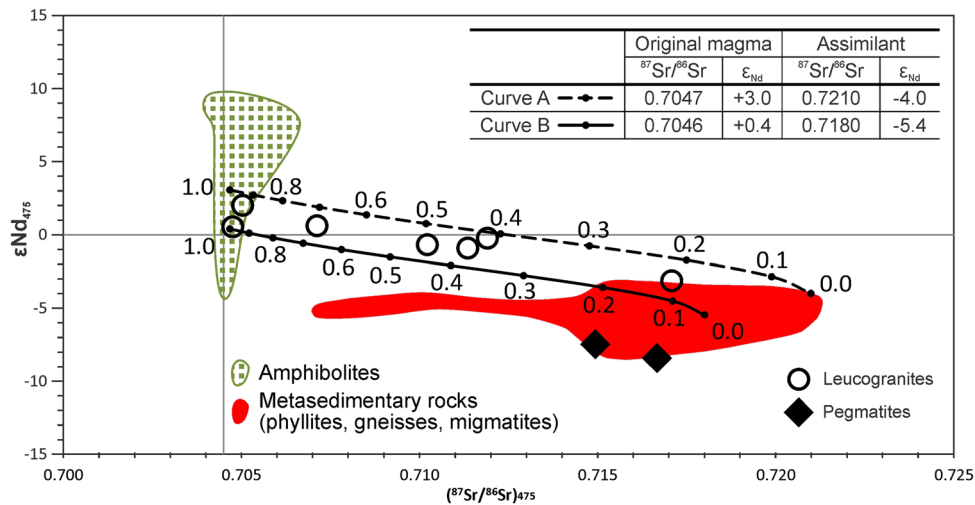 15
10
5
0
-5
-10
-15
εNd475
Original magma Assimilant
87Sr/86Sr εNd 87Sr/86Sr εNd
Curve A 0.7047 +3.0 0.7210 -4.0
Curve B 0.7046 +0.4 0.7180 -5.4
1.0 0.8 0.6 0.5 0.4 0.3 0.2 0.1 0.0
1.0 0.8 0.6 0.5 0.4 0.3 0.2 0.1 0.0
Amphibolites
Metasedimentary rocks
(phyllites, gneisses, migmatites)
Leucogranites
Pegmatites
0.700 0.705 0.710 0.715 0.720 0.725
(87Sr/86Sr)475